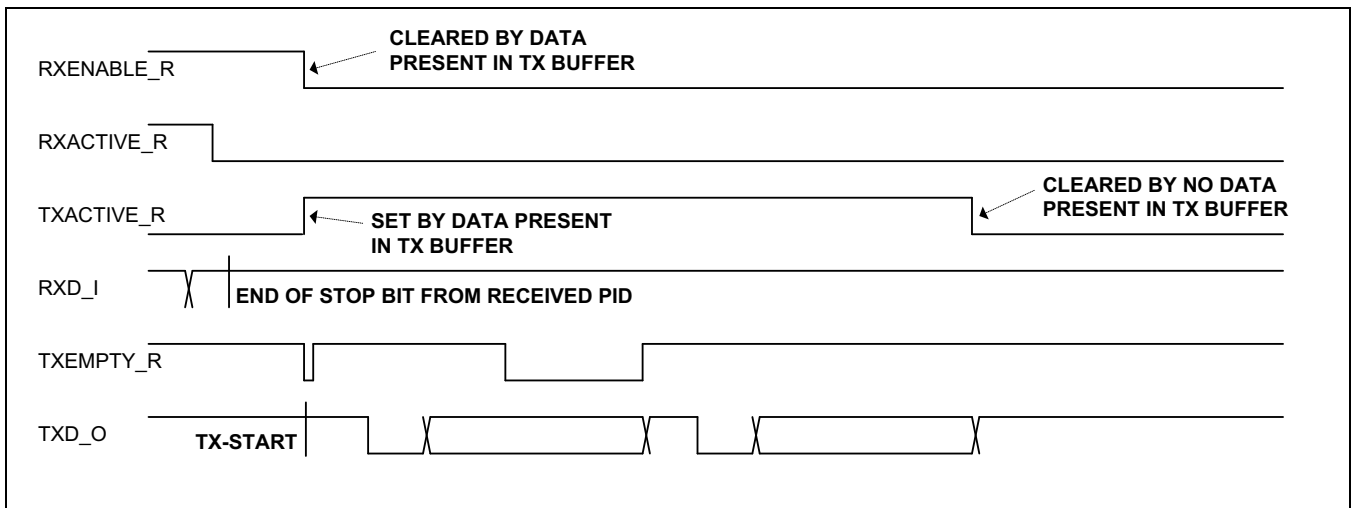 CLEARED BY DATA
PRESENT IN TX BUFFER
RXENABLE_R
RXACTIVE_R
CLEARED BY NO DATA
PRESENT IN TX BUFFER
TXACTIVE_R
SET BY DATA PRESENT
IN TX BUFFER
RXD_I
END OF STOP BIT FROM RECEIVED PID
TXEMPTY_R
TXD_O
TX-START